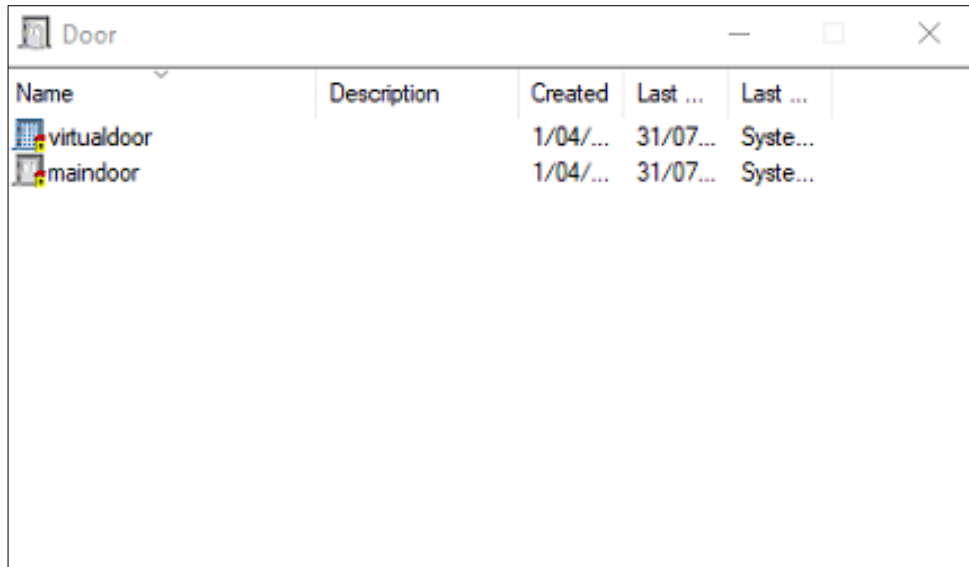 Door
Name Description Created Last ... Last ...
virtualdoor 1/04/... 31/07... Syste...
maindoor 1/04/... 31/07... Syste...